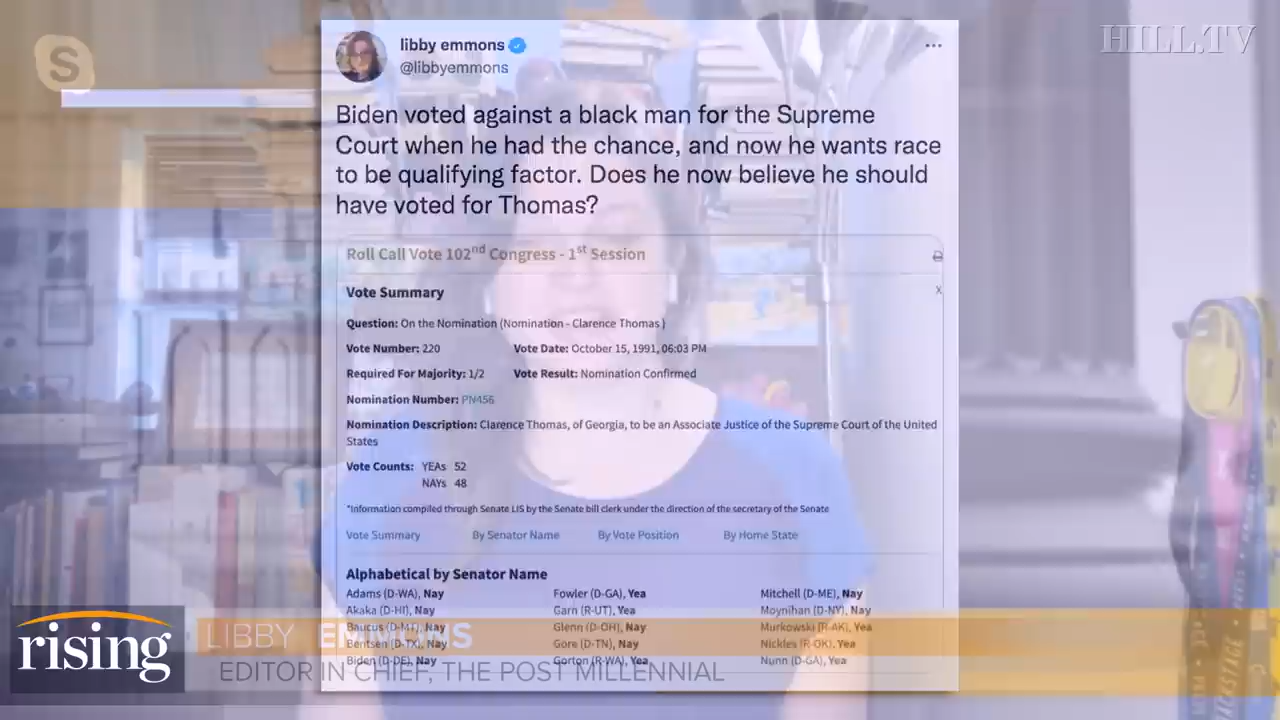 HILL.TV
S
libby emmons
@libbyemmons
Biden voted against a black man for the Supreme
Court when he had the chance, and now he wants race
to be qualifying factor. Does he now believe he should
have voted for Thomas?
Roll Call Vote 102nd Congress - 1st Session
X
Vote Summary
Question: On the Nomination (Nomination - Clarence Thomas )
Vote Number: 220 Vote Date: October 15, 1991, 06:03 PM
Required For Majority: 1/2 Vote Result: Nomination Confirmed
Nomination Number: PN456
Nomination Description: Clarence Thomas, of Georgia, to be an Associate Justice of the Supreme Court of the United
States
Vote Counts: YEAs 52
NAYs 48
*Information compiled through Senate LIS by the Senate bill clerk under the direction of the secretary of the Senate
Vote Summary By Senator Name By Vote Position By Home State
Alphabetical by Senator Name
Adams (D-WA), Nay Fowler (D-GA), Yea Mitchell (D-ME), Nay
Akaka (D-HI), Nay Garn (R-UT), Yea Moynihan (D-NY), Nay
Baucus (D-MT), Nay Glenn (D-OH), Nay Murkowski (R-AK), Yea
Bentsen (D-TX), Nay Gore (D-TN), Nay Nickles (R-OK), Yea
Biden (D-DE), Nay Gorton (R-WA), Yea Nunn (D-GA), Yea
rising
LIBBY EMMONS
EDITOR IN CHIEF, THE POST MILLENNIAL